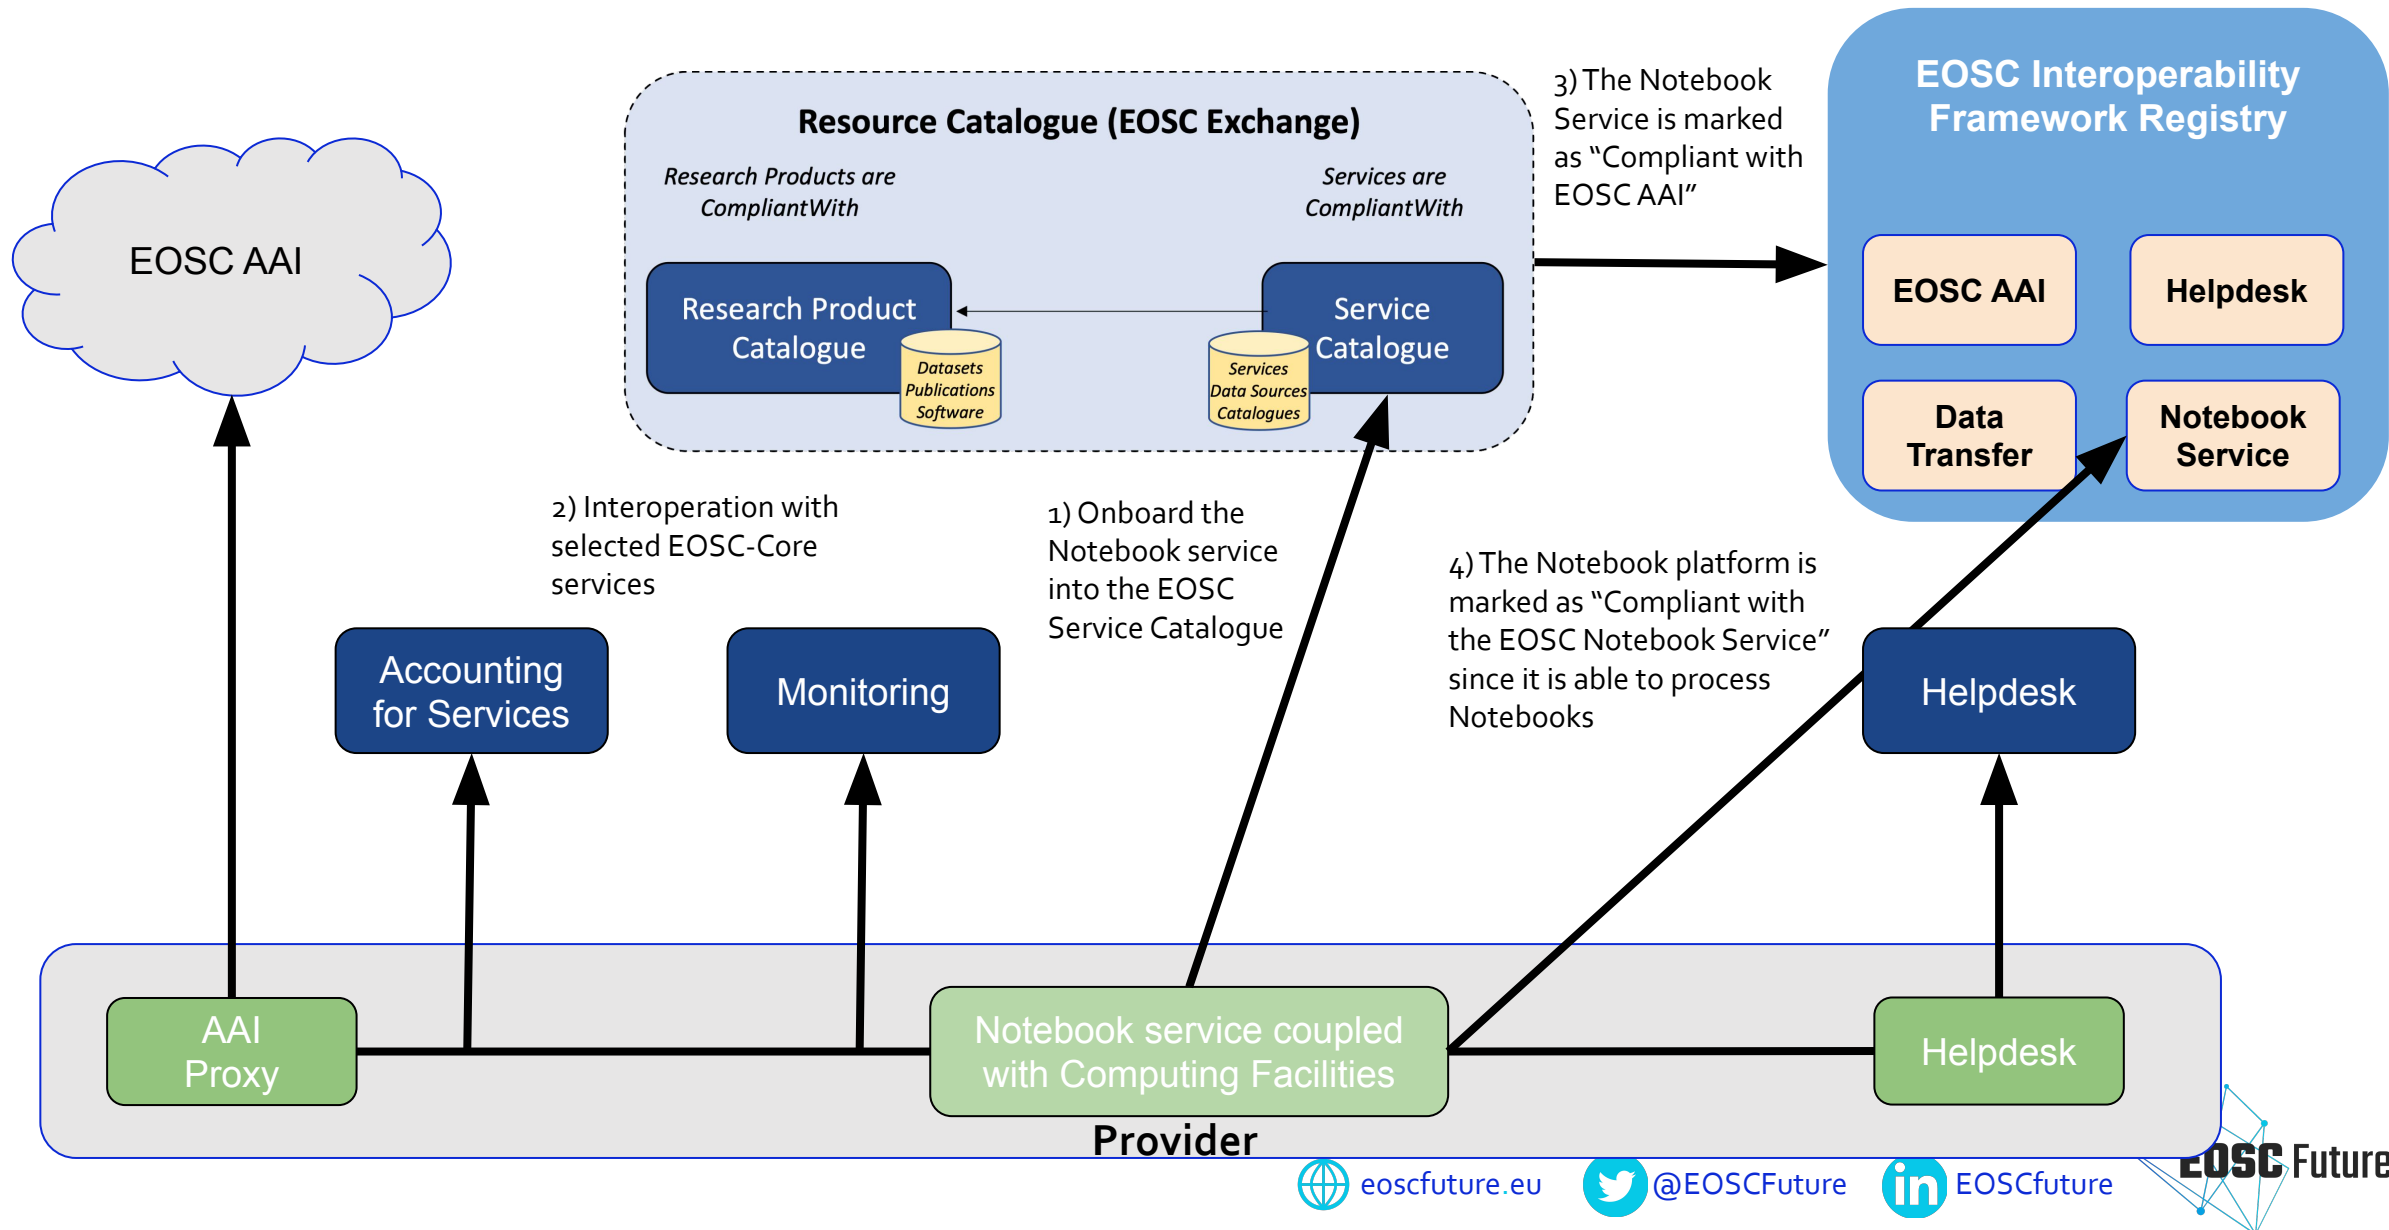 Resource Catalogue (EOSC Exchange)
Research Products are
CompliantWith
Services are
CompliantWith
Research Product
Catalogue
Datasets
Publications
Software
Service
Catalogue
Services
Data Sources
Catalogues
3) The Notebook
Service is marked
as “Compliant with
EOSC AAI”
EOSC Interoperability
Framework Registry
EOSC AAI
Helpdesk
Data
Transfer
Notebook
Service
EOSC AAI
2) Interoperation with
selected EOSC-Core
services
1) Onboard the
Notebook service
into the EOSC
Service Catalogue
4) The Notebook platform is
marked as “Compliant with
the EOSC Notebook Service”
since it is able to process
Notebooks
Accounting
for Services
Monitoring
Helpdesk
AAI
Proxy
Notebook service coupled
with Computing Facilities
Helpdesk
Provider
eoscfuture.eu
@EOSCFuture
in
EOSCfuture
EOSC Future